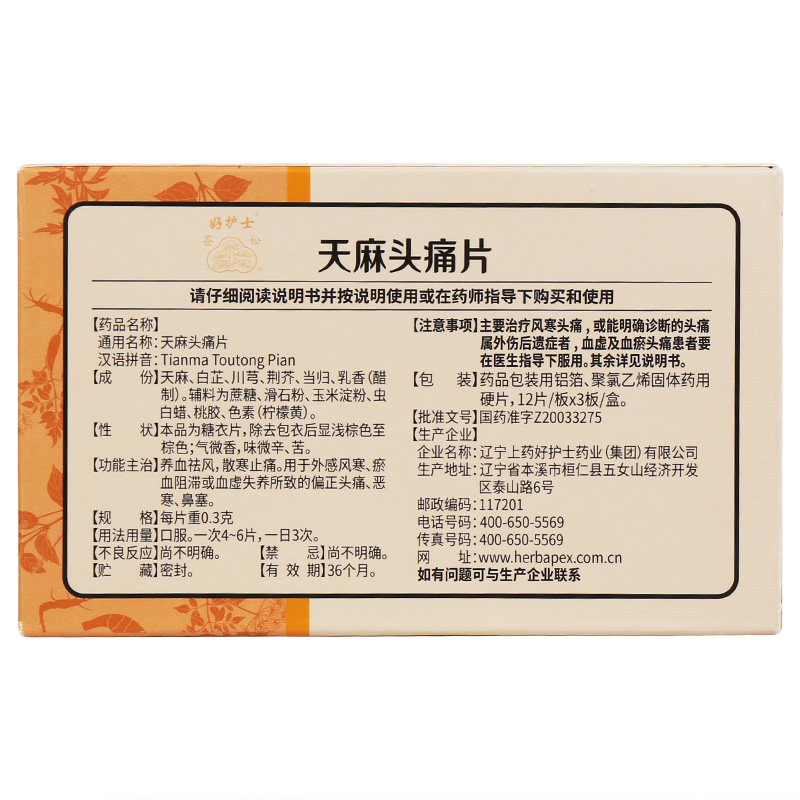 好护士®
苍松
®
天麻头痛片
请仔细阅读说明书并按说明使用或在药师指导下购买和使用
【药品名称】
通用名称:天麻头痛片
汉语拼音:Tianma Toutong Pian
【成　份】天麻、白芷、川芎、荆芥、当归、乳香(醋
制)。辅料为蔗糖、滑石粉、玉米淀粉、虫
白蜡、桃胶、色素(柠檬黄)。
【性　状】本品为糖衣片,除去包衣后显浅棕色至
棕色;气微香,味微辛、苦。
【功能主治】养血祛风,散寒止痛。用于外感风寒、瘀
血阻滞或血虚失养所致的偏正头痛、恶
寒、鼻塞。
【规　格】每片重0.3克
【用法用量】口服。一次4~6片,一日3次。
【不良反应】尚不明确。 【禁　忌】尚不明确。
【贮　藏】密封。 【有 效 期】36个月。
【注意事项】主要治疗风寒头痛,或能明确诊断的头痛
属外伤后遗症者,血虚及血瘀头痛患者要
在医生指导下服用。其余详见说明书。
【包　装】药品包装用铝箔、聚氯乙烯固体药用
硬片,12片/板x3板/盒。
【批准文号】国药准字Z20033275
【生产企业】
企业名称:辽宁上药好护士药业(集团)有限公司
生产地址:辽宁省本溪市桓仁县五女山经济开发
区泰山路6号
邮政编码:117201
电话号码:400-650-5569
传真号码:400-650-5569
网　址:www.herbapex.com.cn
如有问题可与生产企业联系